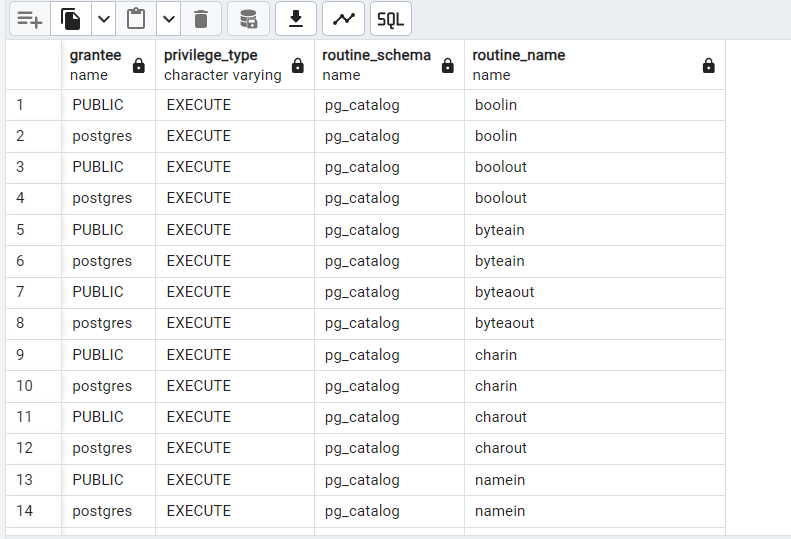 SQL
grantee privilege_type routine_schema routine_name
name character varying name name
1 PUBLIC EXECUTE pg_catalog boolin
2 postgres EXECUTE pg_catalog boolin
3 PUBLIC EXECUTE pg_catalog boolout
4 postgres EXECUTE pg_catalog boolout
5 PUBLIC EXECUTE pg_catalog byteain
6 postgres EXECUTE pg_catalog byteain
7 PUBLIC EXECUTE pg_catalog byteaout
8 postgres EXECUTE pg_catalog byteaout
9 PUBLIC EXECUTE pg_catalog charin
10 postgres EXECUTE pg_catalog charin
11 PUBLIC EXECUTE pg_catalog charout
12 postgres EXECUTE pg_catalog charout
13 PUBLIC EXECUTE pg_catalog namein
14 postgres EXECUTE pg_catalog namein